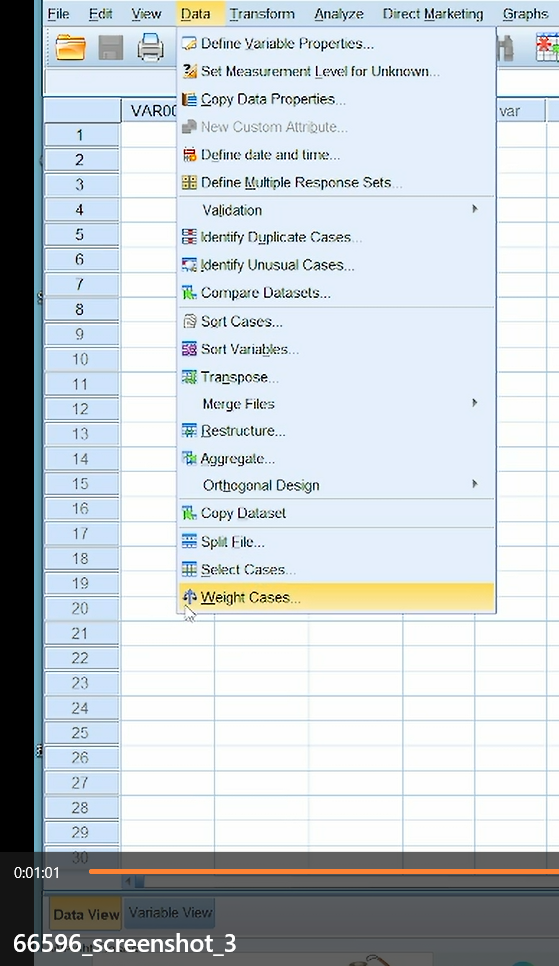 File Edit View Data Transform Analyze Direct Marketing Graphs
Define Variable Properties...
Set Measurement Level for Unknown...
Copy Data Properties...
VAR00 var
New Custom Attribute...
1
2
Define date and time...
3
Define Multiple Response Sets...
4
Validation
5
Identify Duplicate Cases...
6
Identify Unusual Cases...
7
Compare Datasets...
8
Sort Cases...
9
Sort Variables...
10
11
Transpose...
12
Merge Files
13
Restructure...
14
Aggregate...
15
Orthogonal Design
16
Copy Dataset
17
Split File...
18
Select Cases...
19
Weight Cases...
20
21
22
23
24
25
26
27
28
29
30
0:01:01
Data View Variable View
66596_screenshot_3